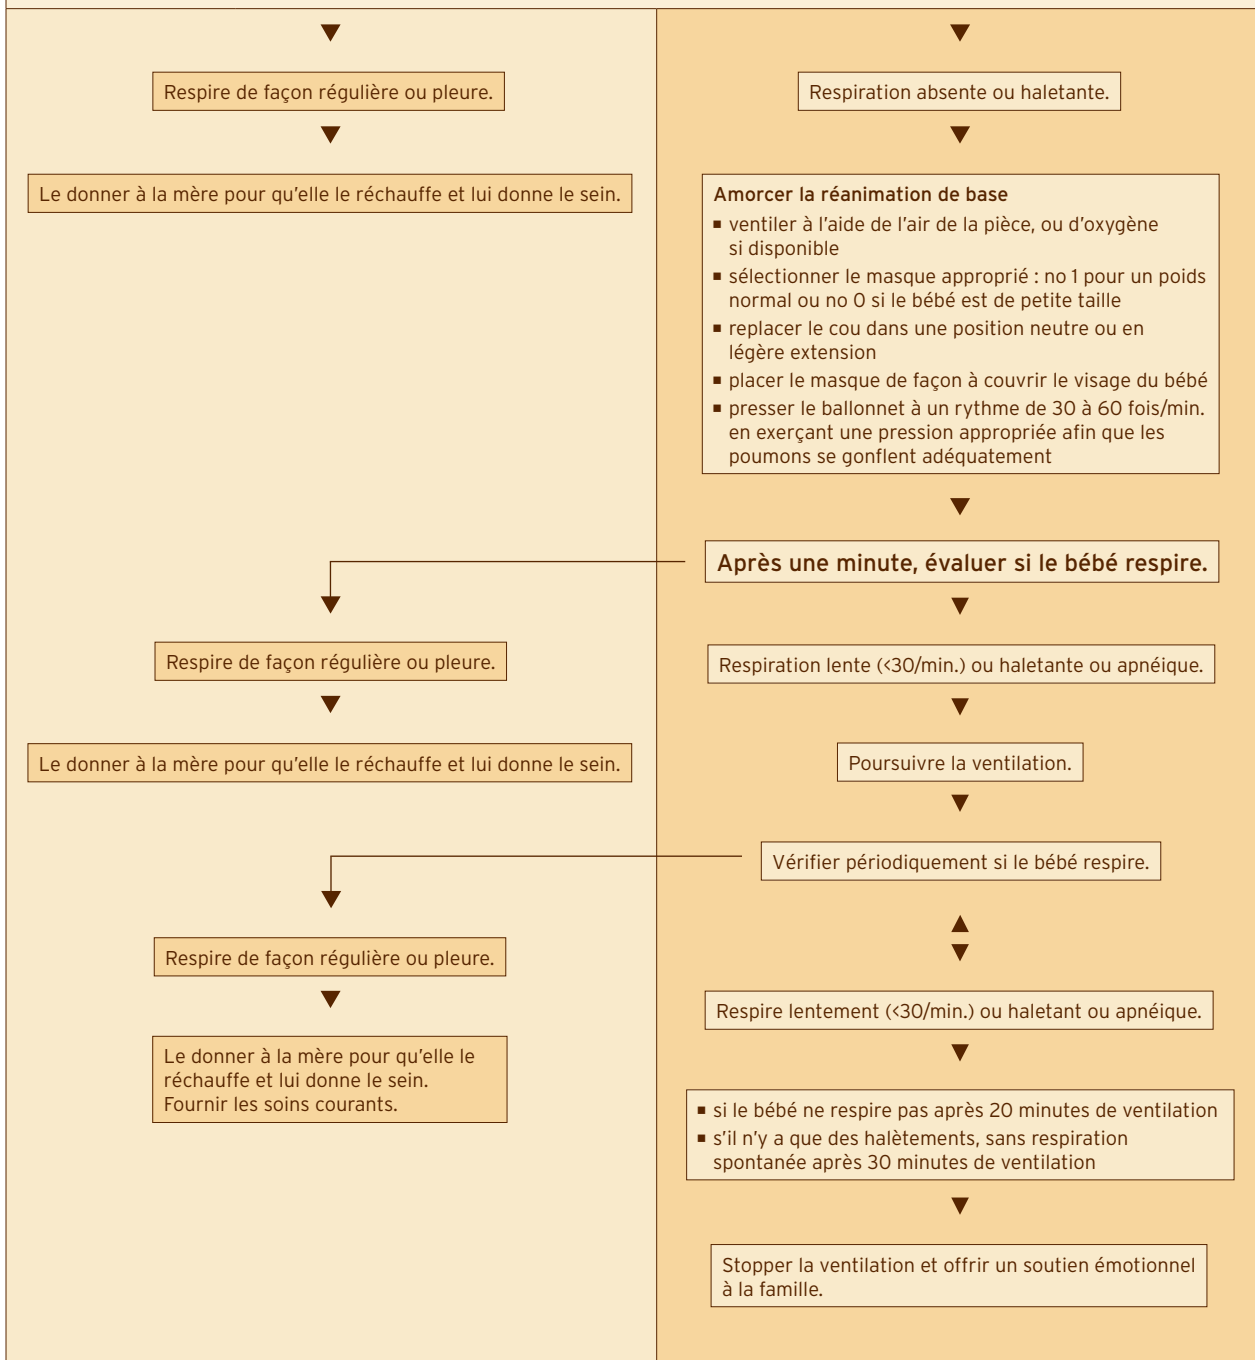 Respire de façon régulière ou pleure.
Le donner à la mère pour qu'elle le réchauffe et lui donne le sein.
Respiration absente ou haletante.
Amorcer la réanimation de base
▪ ventiler à l'aide de l'air de la pièce, ou d'oxygène
si disponible
▪ sélectionner le masque approprié : no 1 pour un poids
normal ou no 0 si le bébé est de petite taille
▪ replacer le cou dans une position neutre ou en
légère extension
▪ placer le masque de façon à couvrir le visage du bébé
▪ presser le ballonnet à un rythme de 30 à 60 fois/min.
en exerçant une pression appropriée afin que les
poumons se gonflent adéquatement
Après une minute, évaluer si le bébé respire.
Respire de façon régulière ou pleure.
Le donner à la mère pour qu'elle le réchauffe et lui donne le sein.
Respiration lente (<30/min.) ou haletante ou apnéique.
Poursuivre la ventilation.
Vérifier périodiquement si le bébé respire.
Respire de façon régulière ou pleure.
Le donner à la mère pour qu'elle le
réchauffe et lui donne le sein.
Fournir les soins courants.
Respire lentement (<30/min.) ou haletant ou apnéique.
▪ si le bébé ne respire pas après 20 minutes de ventilation
▪ s'il n'y a que des halètements, sans respiration
spontanée après 30 minutes de ventilation
Stopper la ventilation et offrir un soutien émotionnel
à la famille.